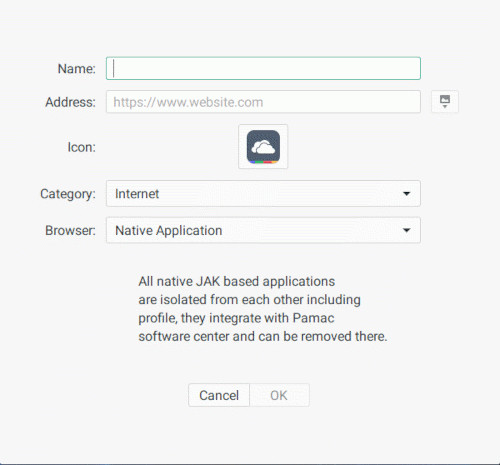 Name:
Address: https://www.website.com
Icon:
Category: Internet
Browser: Native Application
All native JAK based applications
are isolated from each other including
profile, they integrate with Pamac
software center and can be removed there.
Cancel OK